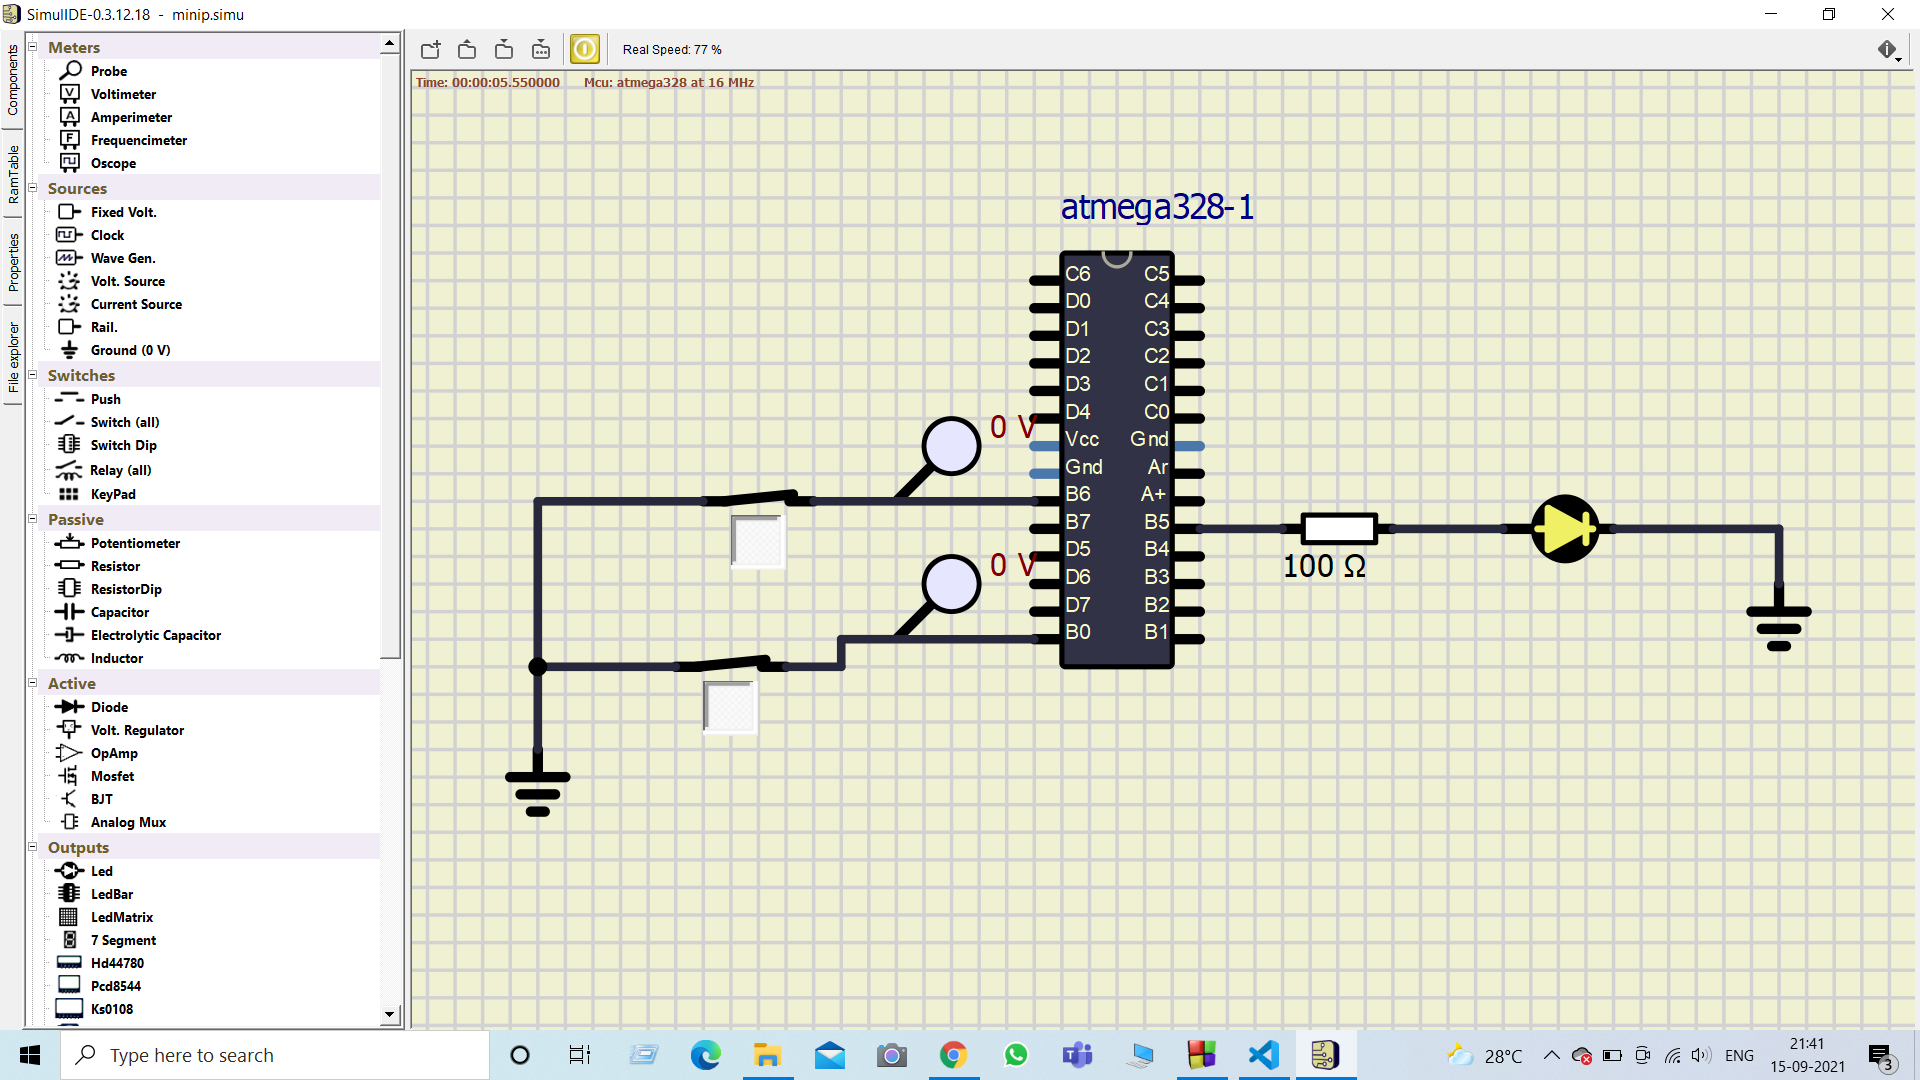 SimulIDE-0.3.12.18 - minip.simu
Components
RamTable
Properties
File explorer
Meters
Probe
Voltimeter
Amperimeter
Frequencimeter
Oscope
Sources
Fixed Volt.
Clock
Wave Gen.
Volt. Source
Current Source
Rail.
Ground (0 V)
Switches
Push
Switch (all)
Switch Dip
Relay (all)
KeyPad
Passive
Potentiometer
Resistor
ResistorDip
Capacitor
Electrolytic Capacitor
Inductor
Active
Diode
Volt. Regulator
OpAmp
Mosfet
BJT
Analog Mux
Outputs
Led
LedBar
LedMatrix
7 Segment
Hd44780
Pcd8544
Ks0108
Real Speed: 77 %
Time: 00:00:05.550000 Mcu: atmega328 at 16 MHz
atmega328-1
C6 C5
D0 C4
D1 C3
D2 C2
D3 C1
D4 C0
0 V
Vcc Gnd
Gnd Ar
B6 A+
B7 B5
D5 B4
0 V
D6 B3
D7 B2
B0 B1
100 Ω
Type here to search
28°C
ENG
21:41
15-09-2021
3